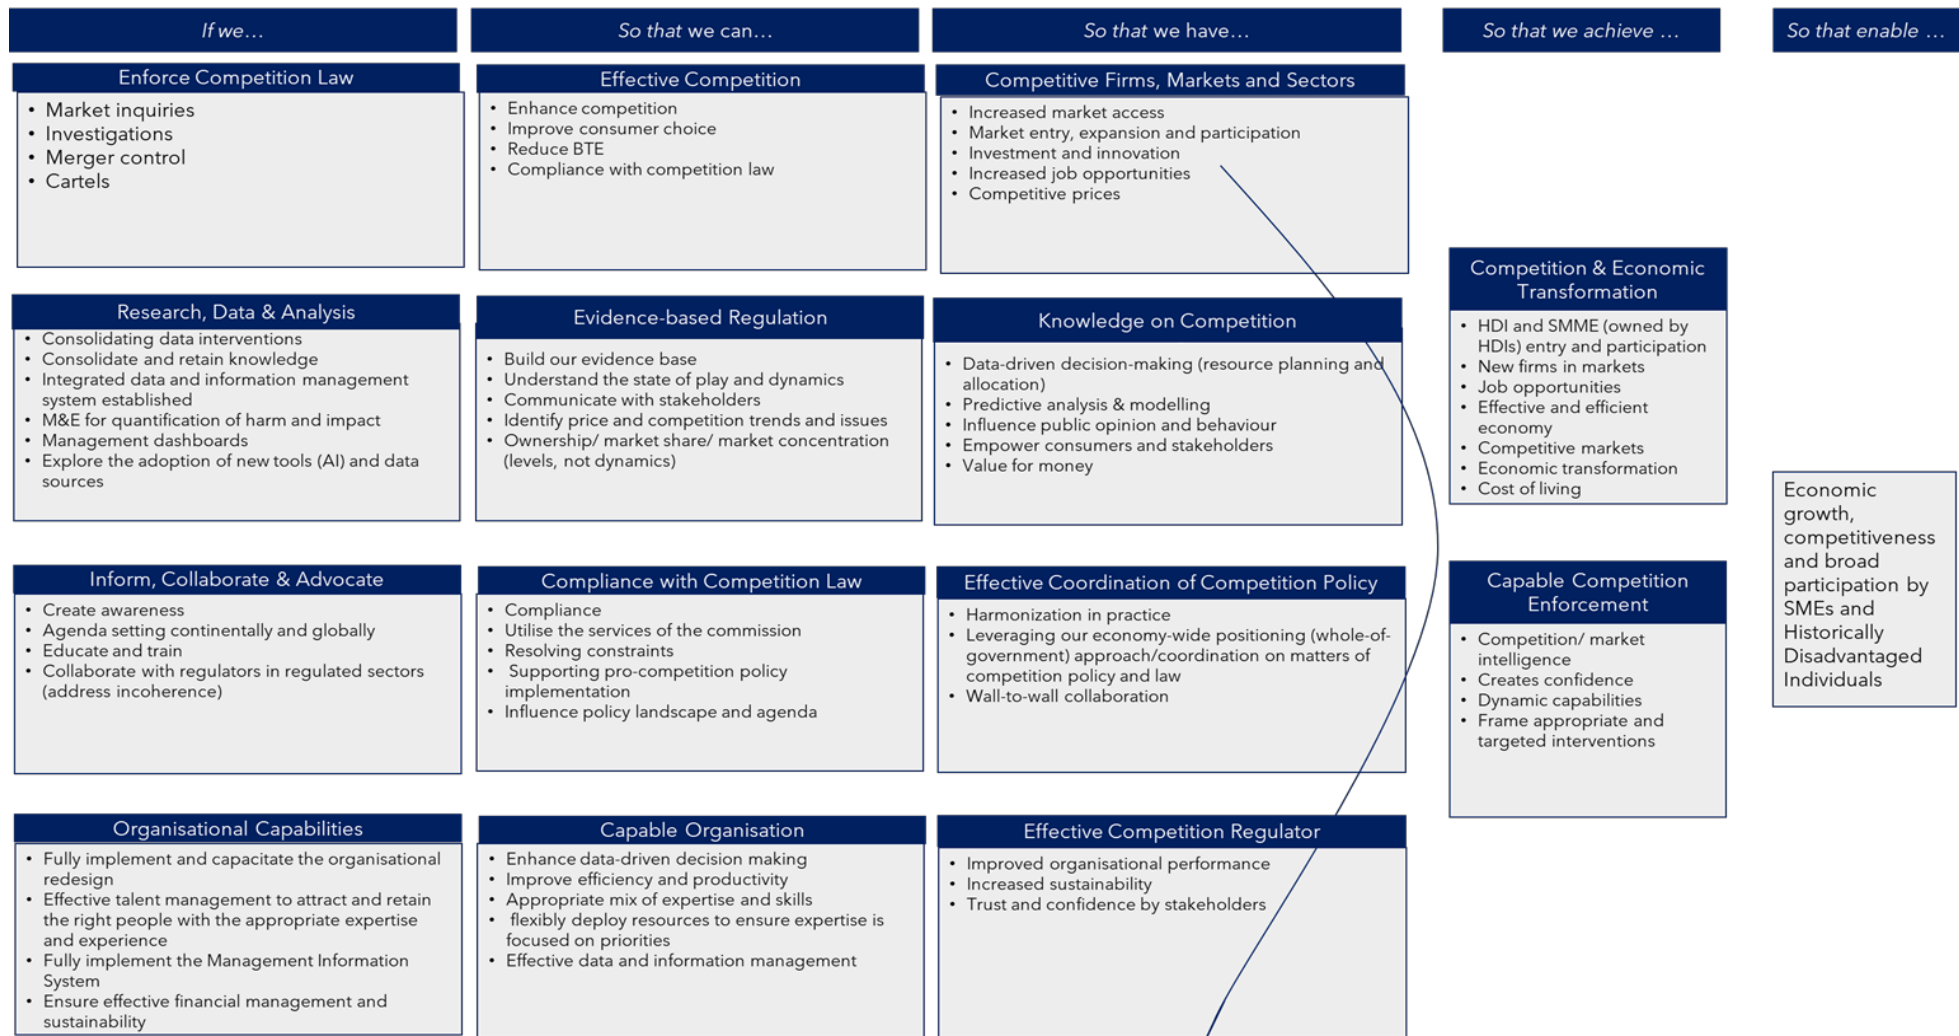 If we…
So that we can…
So that we have…
So that we achieve …
So that enable …
Enforce Competition Law
• Market inquiries
• Investigations
• Merger control
• Cartels
Effective Competition
• Enhance competition
• Improve consumer choice
• Reduce BTE
• Compliance with competition law
Competitive Firms, Markets and Sectors
• Increased market access
• Market entry, expansion and participation
• Investment and innovation
• Increased job opportunities
• Competitive prices
Research, Data & Analysis
• Consolidating data interventions
• Consolidate and retain knowledge
• Integrated data and information management
system established
• M&E for quantification of harm and impact
• Management dashboards
• Explore the adoption of new tools (AI) and data
sources
Evidence-based Regulation
• Build our evidence base
• Understand the state of play and dynamics
• Communicate with stakeholders
• Identify price and competition trends and issues
• Ownership/ market share/ market concentration
(levels, not dynamics)
Knowledge on Competition
• Data-driven decision-making (resource planning and
allocation)
• Predictive analysis & modelling
• Influence public opinion and behaviour
• Empower consumers and stakeholders
• Value for money
Inform, Collaborate & Advocate
• Create awareness
• Agenda setting continentally and globally
• Educate and train
• Collaborate with regulators in regulated sectors
(address incoherence)
Compliance with Competition Law
• Compliance
• Utilise the services of the commission
• Resolving constraints
• Supporting pro-competition policy
implementation
• Influence policy landscape and agenda
Effective Coordination of Competition Policy
• Harmonization in practice
• Leveraging our economy-wide positioning (whole-of-
government) approach/coordination on matters of
competition policy and law
• Wall-to-wall collaboration
Organisational Capabilities
• Fully implement and capacitate the organisational
redesign
• Effective talent management to attract and retain
the right people with the appropriate expertise
and experience
• Fully implement the Management Information
System
• Ensure effective financial management and
sustainability
Capable Organisation
• Enhance data-driven decision making
• Improve efficiency and productivity
• Appropriate mix of expertise and skills
• flexibly deploy resources to ensure expertise is
focused on priorities
• Effective data and information management
Effective Competition Regulator
• Improved organisational performance
• Increased sustainability
• Trust and confidence by stakeholders
Competition & Economic
Transformation
• HDI and SMME (owned by
HDIs) entry and participation
• New firms in markets
• Job opportunities
• Effective and efficient
economy
• Competitive markets
• Economic transformation
• Cost of living
Capable Competition
Enforcement
• Competition/ market
intelligence
• Creates confidence
• Dynamic capabilities
• Frame appropriate and
targeted interventions
Economic
growth,
competitiveness
and broad
participation by
SMEs and
Historically
Disadvantaged
Individuals